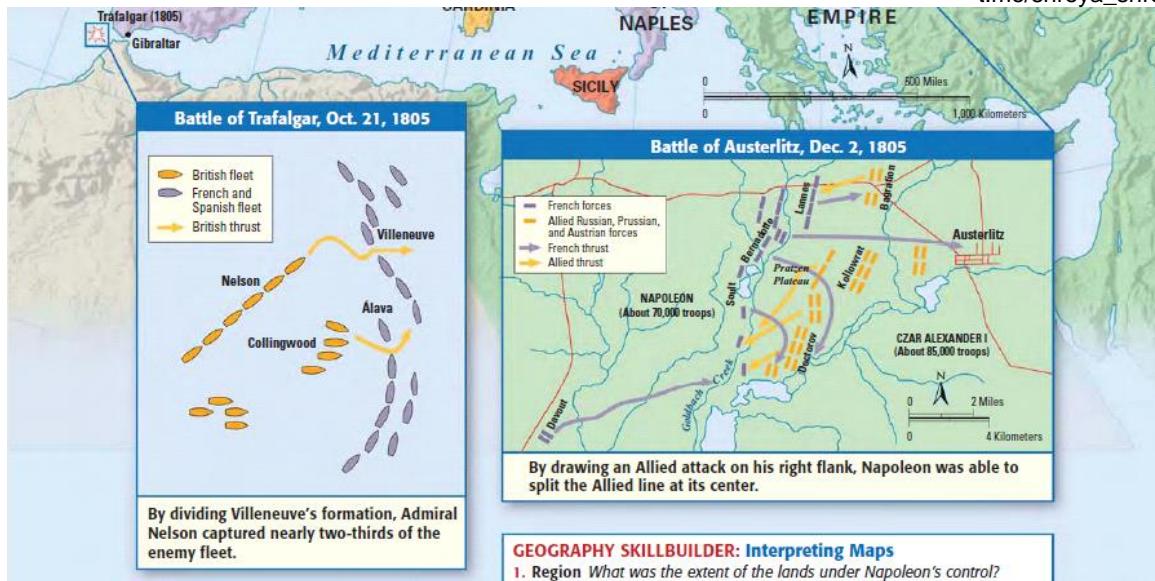 Trafalgar (1805)
Gibraltar
Mediterranean Sea
SARDINIA
NAPLES
SICILY
EMPIRE
N
0 500 Miles
0 1,000 Kilometers
Battle of Trafalgar, Oct. 21, 1805
British fleet
French and
Spanish fleet
British thrust
Villeneuve
Nelson
Álava
Collingwood
By dividing Villeneuve's formation, Admiral
Nelson captured nearly two-thirds of the
enemy fleet.
Battle of Austerlitz, Dec. 2, 1805
French forces
Allied Russian, Prussian,
and Austrian forces
French thrust
Allied thrust
Lannes
Bagration
Bernadotte
Austerlitz
Pratzen
Plateau
Kollowrat
Soult
NAPOLEON
(About 70,000 troops)
CZAR ALEXANDER I
(About 85,000 troops)
Doctorov
Goldbach Creek
Davout
N
0 2 Miles
0 4 Kilometers
By drawing an Allied attack on his right flank, Napoleon was able to
split the Allied line at its center.
GEOGRAPHY SKILLBUILDER: Interpreting Maps
1. Region What was the extent of the lands under Napoleon's control?